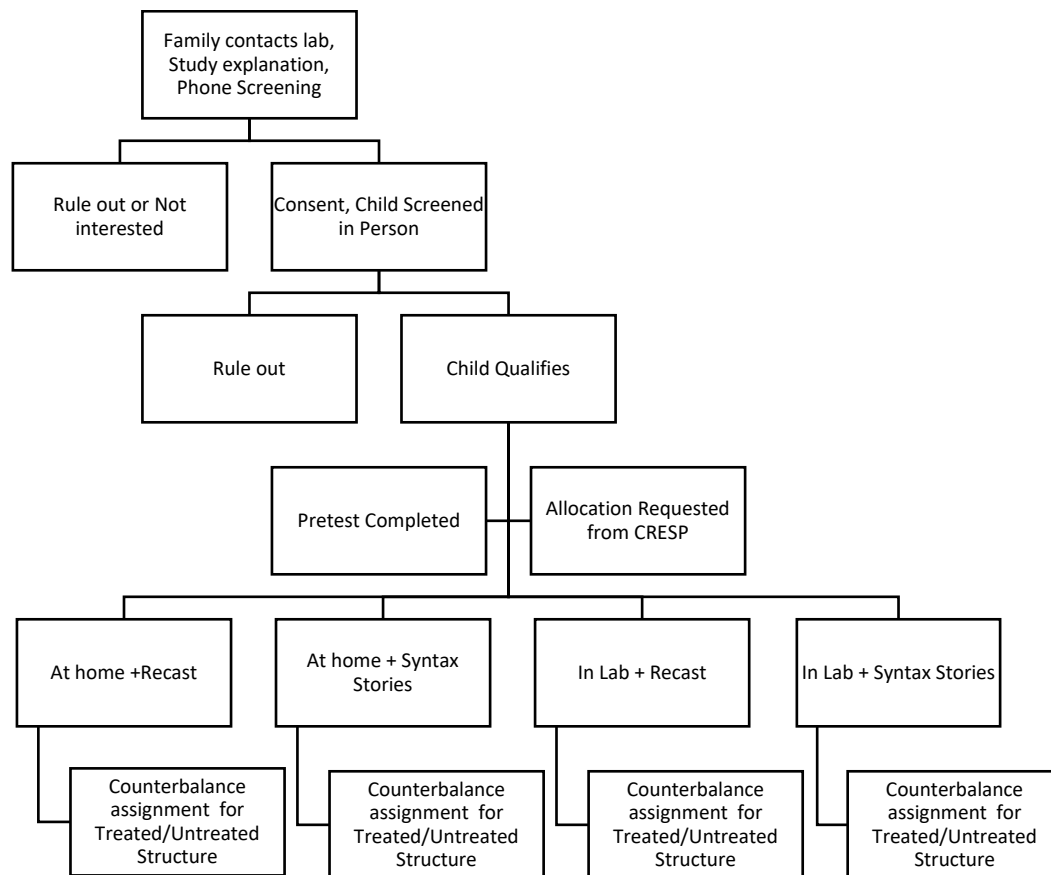 Family contacts lab,
Study explanation,
Phone Screening
Rule out or Not
interested
Consent, Child Screened
in Person
Rule out
Child Qualifies
Pretest Completed
Allocation Requested
from CRESP
At home +Recast
At home + Syntax
Stories
In Lab + Recast
In Lab + Syntax Stories
Counterbalance
assignment for
Treated/Untreated
Structure
Counterbalance
assignment for
Treated/Untreated
Structure
Counterbalance
assignment for
Treated/Untreated
Structure
Counterbalance
assignment for
Treated/Untreated
Structure